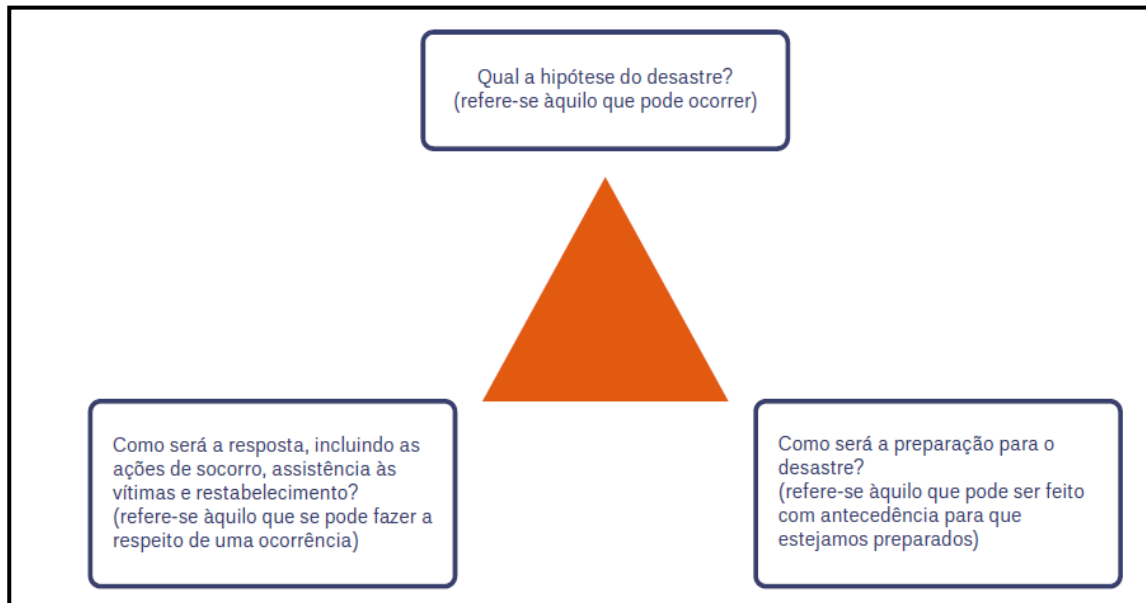 Qual a hipótese do desastre?
(refere-se àquilo que pode ocorrer)
Como será a resposta, incluindo as
ações de socorro, assistência às
vítimas e restabelecimento?
(refere-se àquilo que se pode fazer a
respeito de uma ocorrência)
Como será a preparação para o
desastre?
(refere-se àquilo que pode ser feito
com antecedência para que
estejamos preparados)